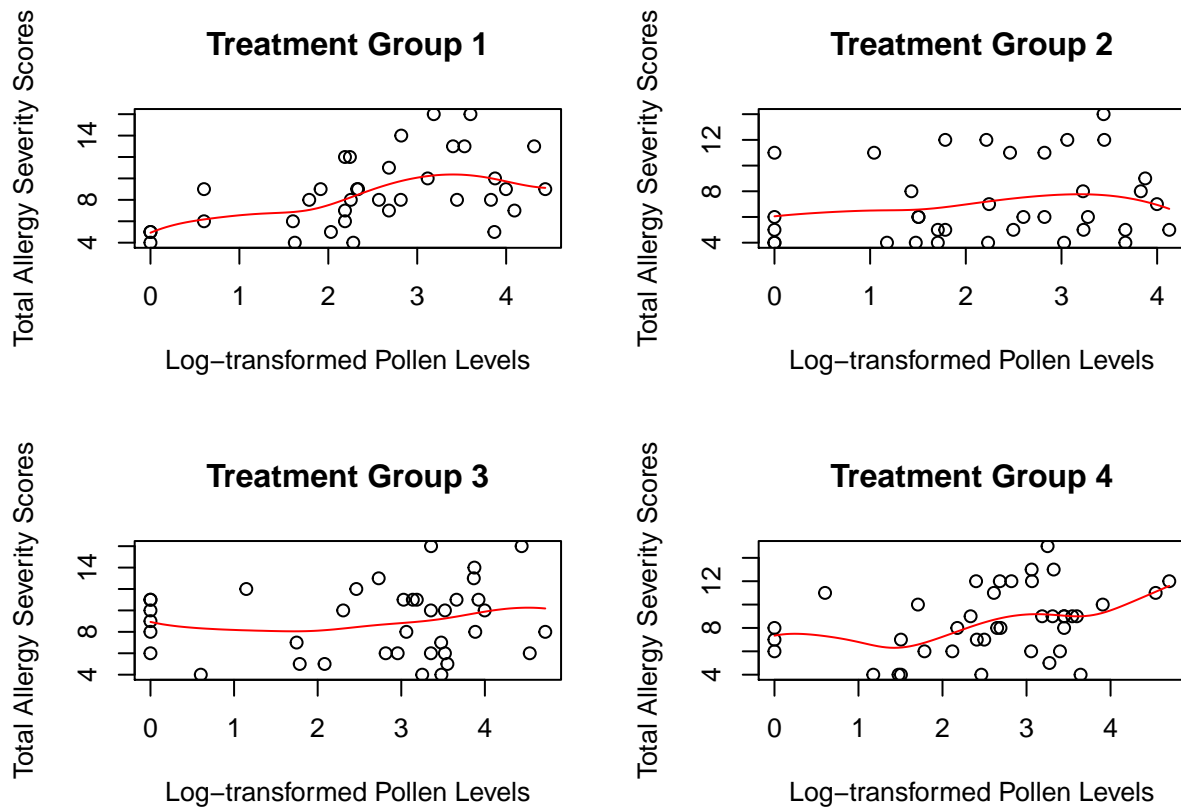 Treatment Group 1
Total Allergy Severity Scores
4 8 14
0 1 2 3 4
Log−transformed Pollen Levels
Treatment Group 2
Total Allergy Severity Scores
4 8 12
0 1 2 3 4
Log−transformed Pollen Levels
Treatment Group 3
Total Allergy Severity Scores
4 8 14
0 1 2 3 4
Log−transformed Pollen Levels
Treatment Group 4
Total Allergy Severity Scores
4 8 12
0 1 2 3 4
Log−transformed Pollen Levels